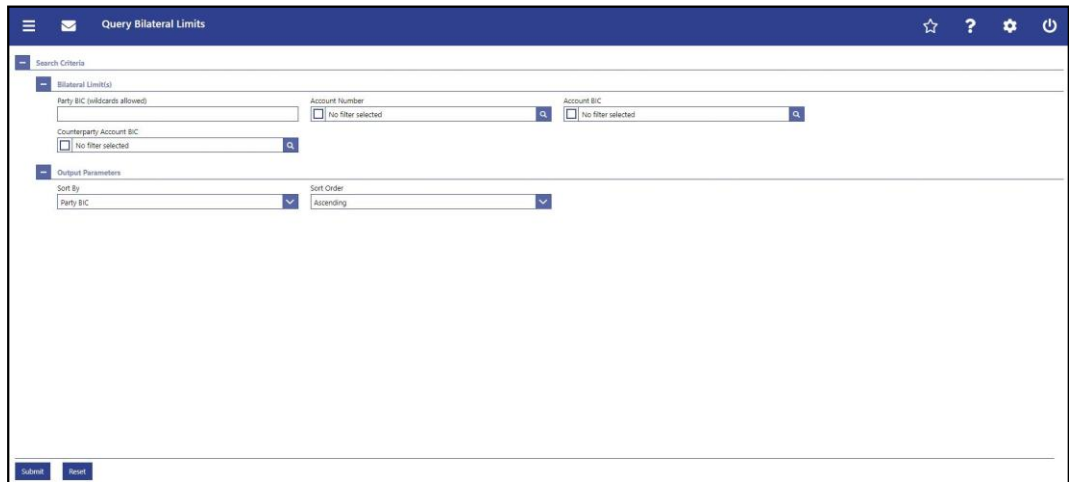 Query Bilateral Limits
Search Criteria
Bilateral Limit(s)
Party BIC (wildcards allowed) Account Number Account BIC
No filter selected No filter selected
Counterparty Account BIC
No filter selected
Output Parameters
Sort By Sort Order
Party BIC Ascending
Submit Reset